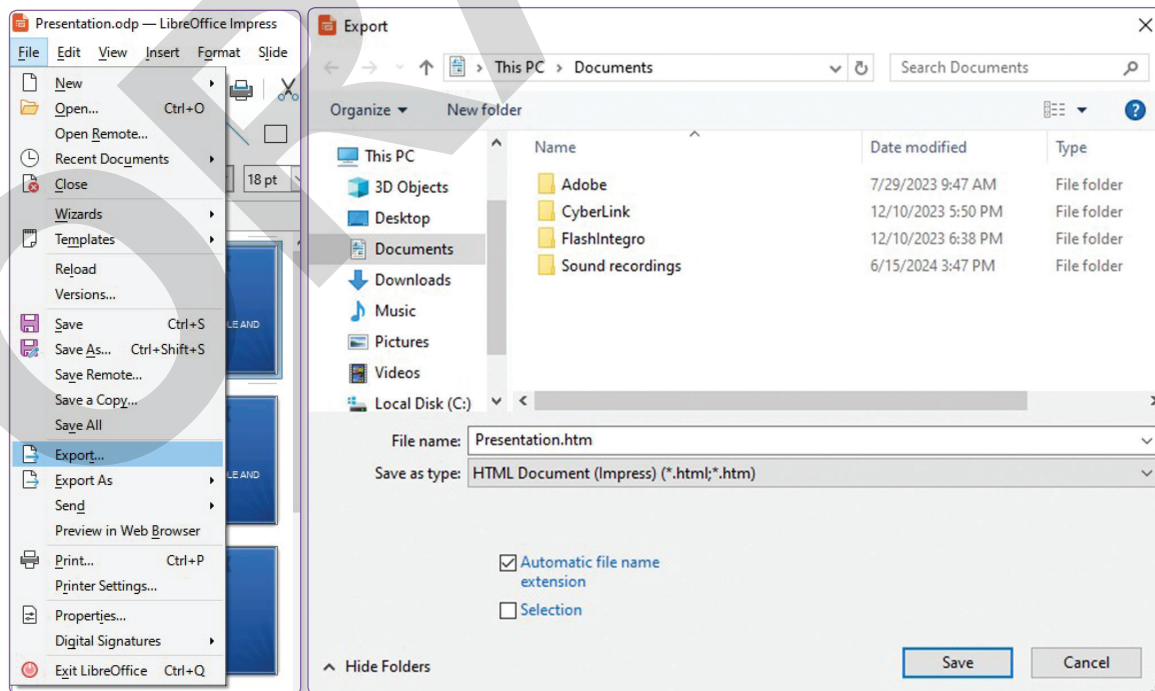 Presentation.odp — LibreOffice Impress
File Edit View Insert Format Slide
New
Open... Ctrl+O
Open Remote...
Recent Documents
Close
Wizards
Templates
Reload
Versions...
Save Ctrl+S
Save As... Ctrl+Shift+S
Save Remote...
Save a Copy...
Save All
Export...
Export As
Send
Preview in Web Browser
Print... Ctrl+P
Printer Settings...
Properties...
Digital Signatures
Exit LibreOffice Ctrl+Q
18 pt
LE AND
LE AND
Export
This PC > Documents
Search Documents
Organize New folder
This PC
3D Objects
Desktop
Documents
Downloads
Music
Pictures
Videos
Local Disk (C:)
Name Date modified Type
Adobe 7/29/2023 9:47 AM File folder
CyberLink 12/10/2023 5:50 PM File folder
FlashIntegro 12/10/2023 6:38 PM File folder
Sound recordings 6/15/2024 3:47 PM File folder
File name: Presentation.htm
Save as type: HTML Document (Impress) (*.html;*.htm)
Automatic file name
extension
Selection
Hide Folders
Save Cancel